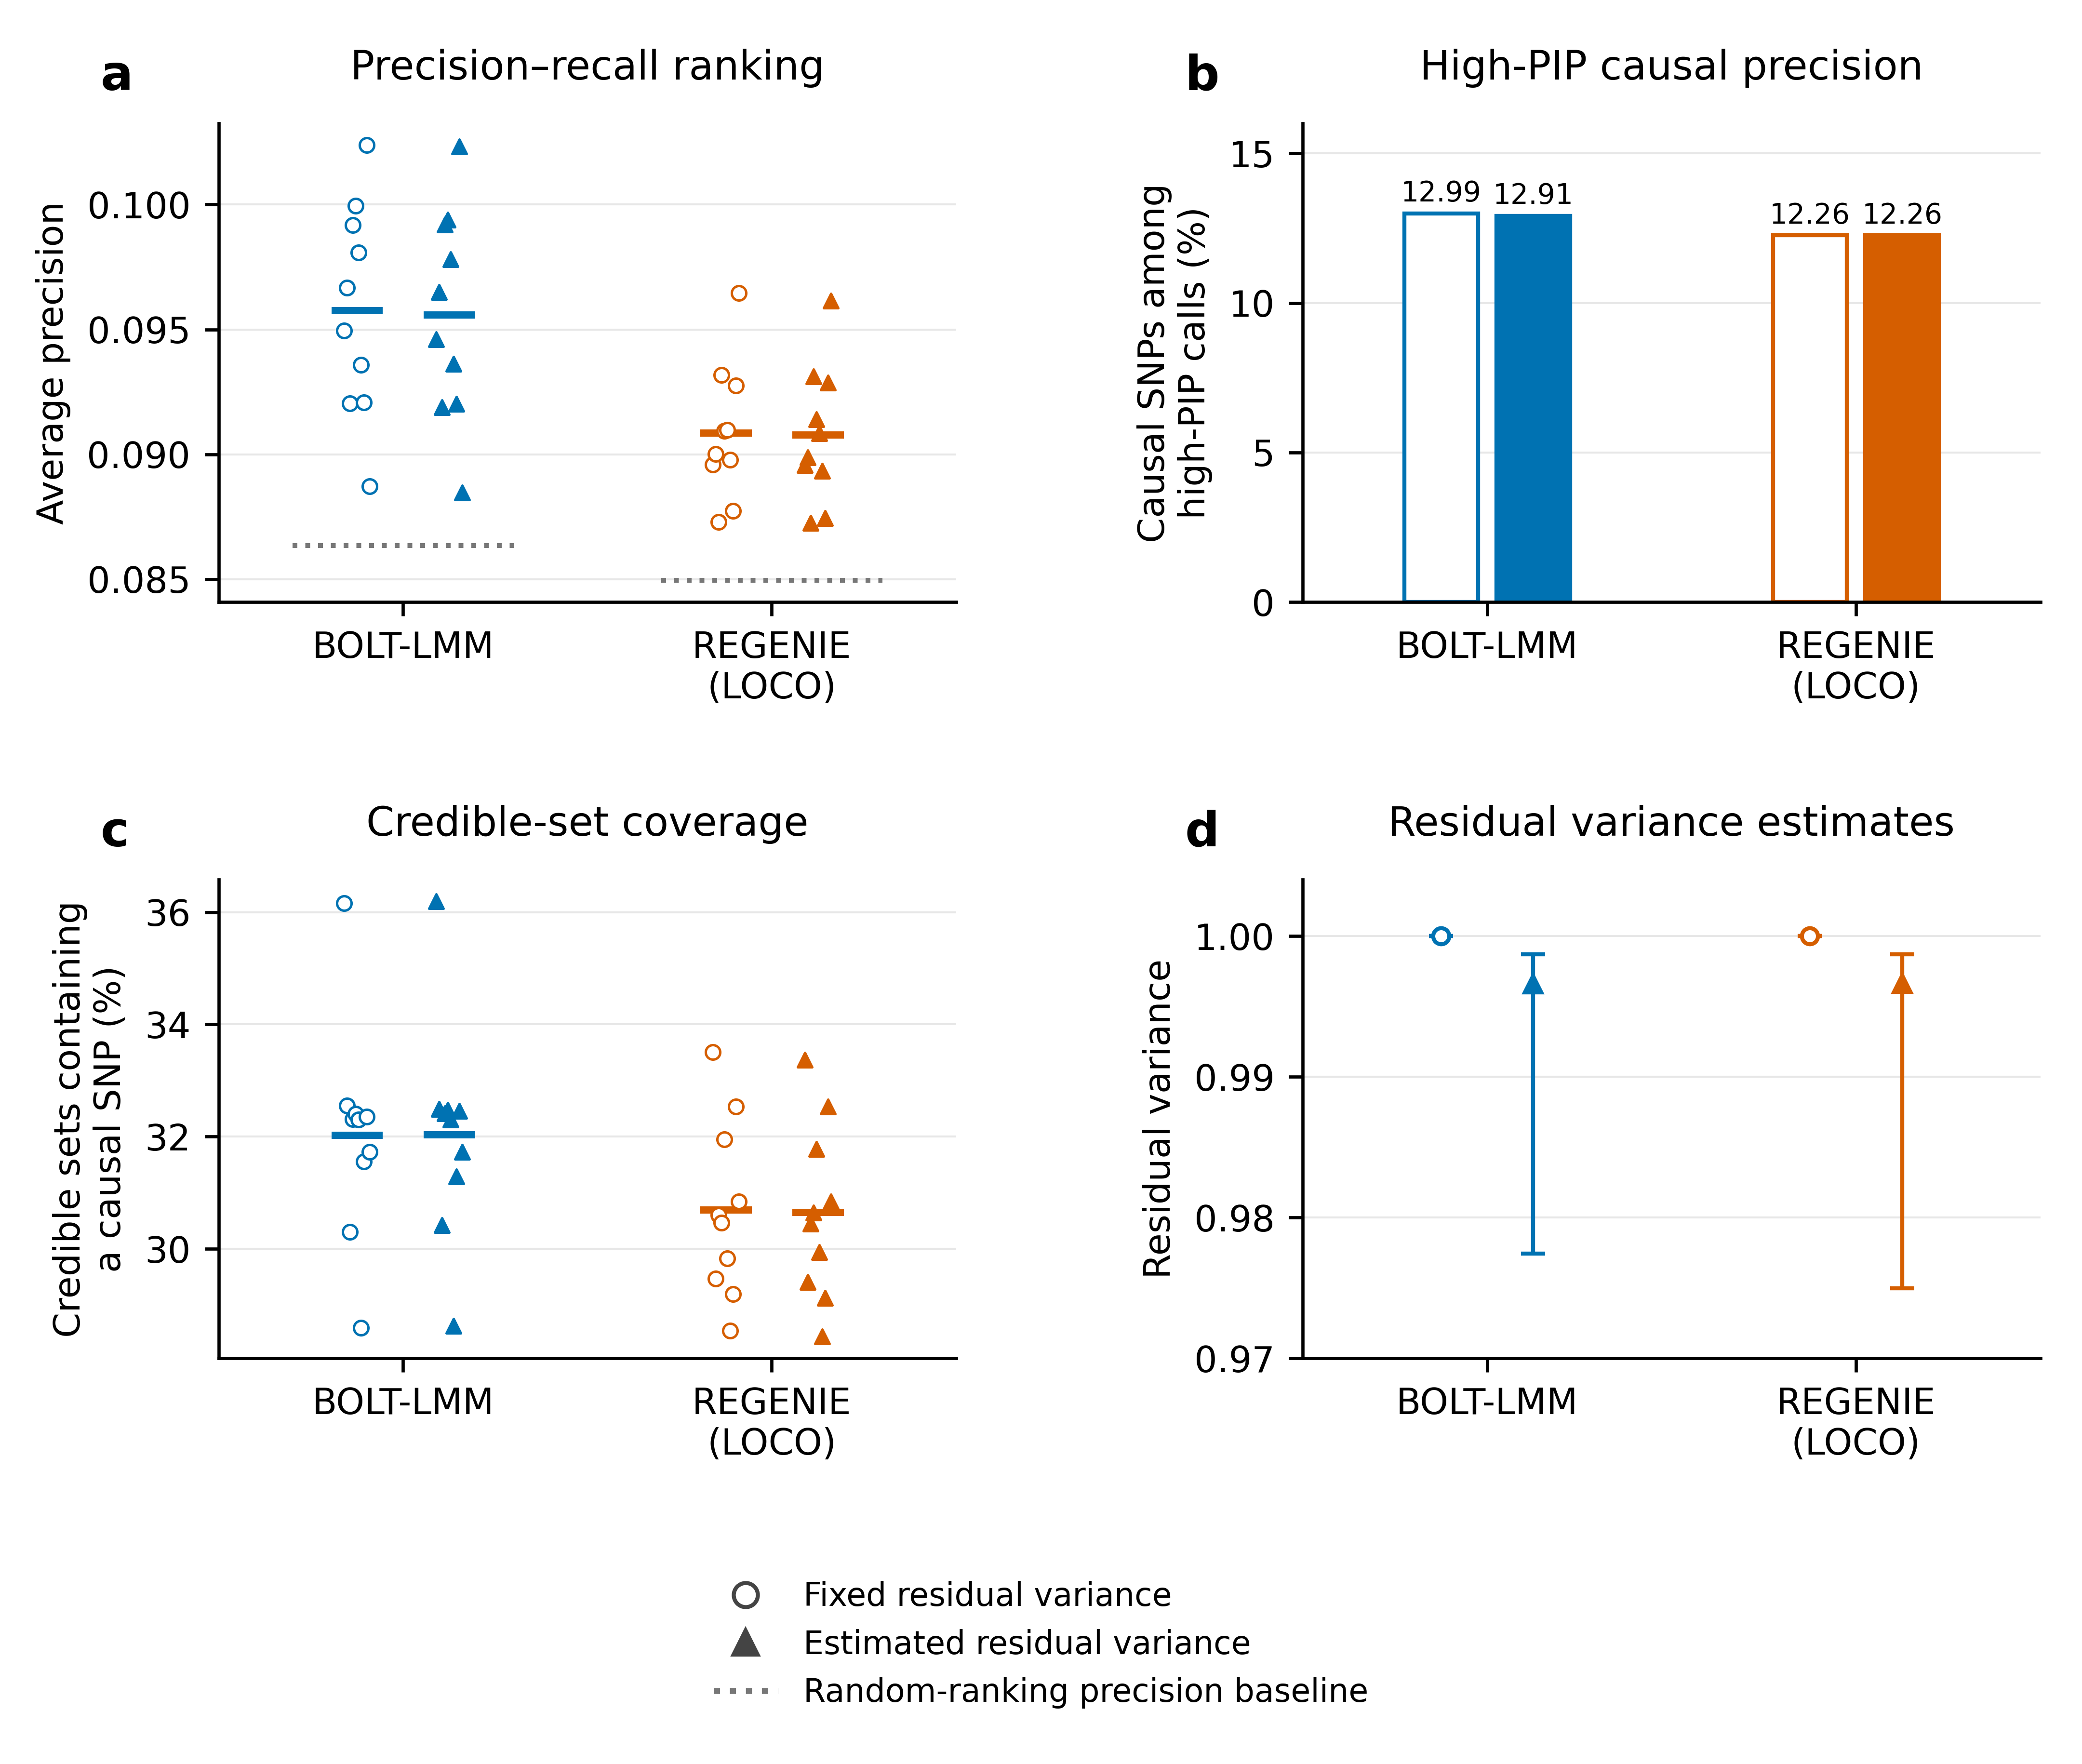 a
Precision–recall ranking
Average precision
0.100
0.095
0.090
0.085
BOLT-LMM
REGENIE
(LOCO)
b
High-PIP causal precision
Causal SNPs among
high-PIP calls (%)
15
10
5
0
12.99
12.91
12.26
12.26
BOLT-LMM
REGENIE
(LOCO)
c
Credible-set coverage
Credible sets containing
a causal SNP (%)
36
34
32
30
BOLT-LMM
REGENIE
(LOCO)
d
Residual variance estimates
Residual variance
1.00
0.99
0.98
0.97
BOLT-LMM
REGENIE
(LOCO)
Fixed residual variance
Estimated residual variance
Random-ranking precision baseline